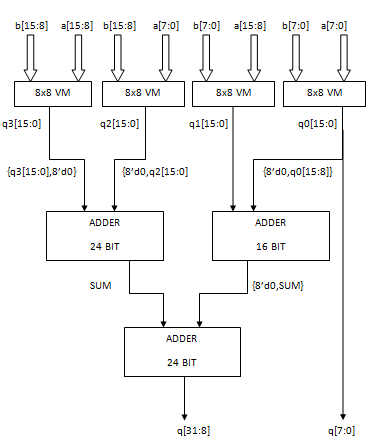 b[15:8] a[15:8] b[15:8] a[7:0] b[7:0] a[15:8] b[7:0] a[7:0]
8x8 VM 8x8 VM 8x8 VM 8x8 VM
q3[15:0] q2[15:0] q1[15:0] q0[15:0]
{q3[15:0],8'd0} {8'd0,q2[15:0] {8'd0,q0[15:8]}
ADDER ADDER
24 BIT 16 BIT
SUM {8'd0,SUM}
ADDER
24 BIT
q[31:8] q[7:0]